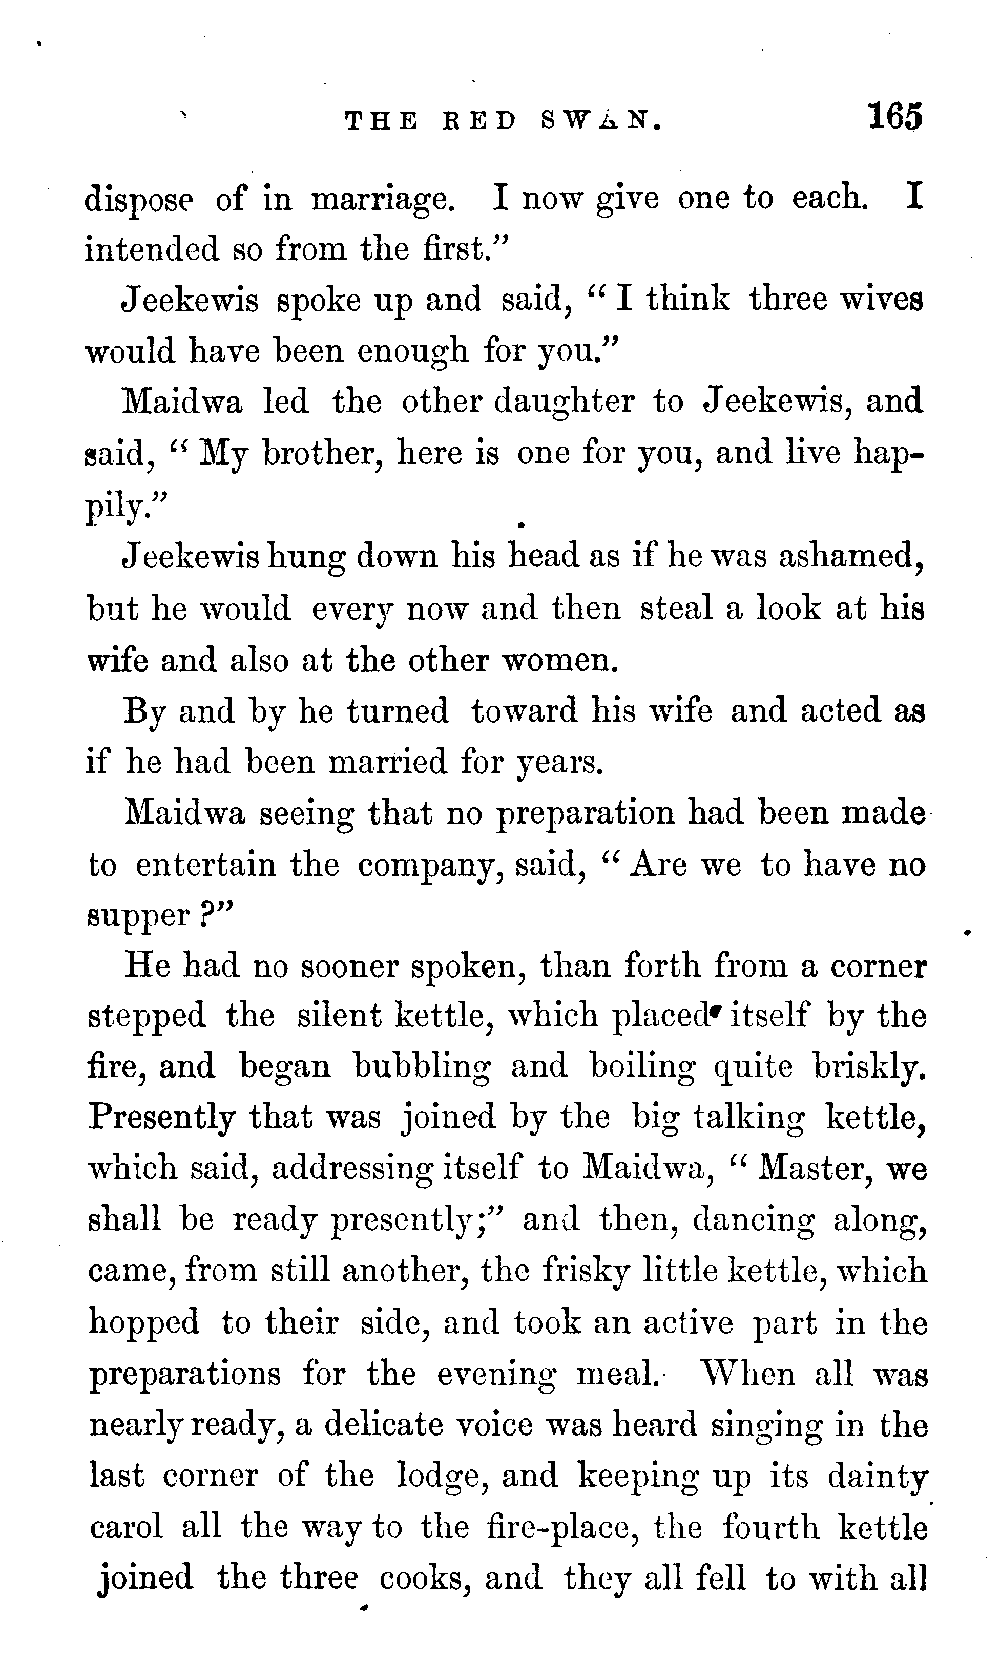 THE RED SWAN. 165
dispose of in marriage. I now give one to each. I
intended so from the first."
Jeekewis spoke up and said, " I think three wives
would have been enough for you."
Maidwa led the other daughter to Jeekewis, and
said, " My brother, here is one for you, and live hap-
pily."
Jeekewis hung down his head as if he was ashamed,
but he would every now and then steal a look at his
wife and also at the other women.
By and by he turned toward his wife and acted as
if he had been married for years.
Maidwa seeing that no preparation had been made
to entertain the company, said, " Are we to have no
supper ?"
He had no sooner spoken, than forth from a corner
stepped the silent kettle, which placed itself by the
fire, and began bubbling and boiling quite briskly.
Presently that was joined by the big talking kettle,
which said, addressing itself to Maidwa, " Master, we
shall be ready presently;" and then, dancing along,
came, from still another, the frisky little kettle, which
hopped to their side, and took an active part in the
preparations for the evening meal. When all was
nearly ready, a delicate voice was heard singing in the
last corner of the lodge, and keeping up its dainty
carol all the way to the fire-place, the fourth kettle
joined the three cooks, and they all fell to with all